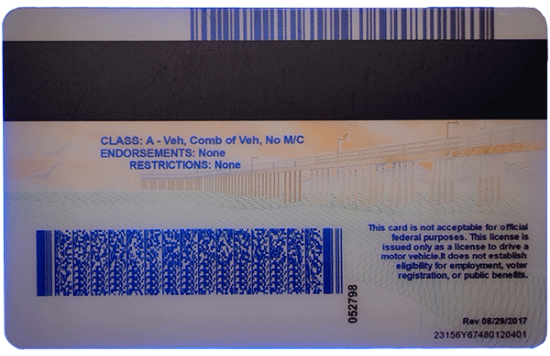 CLASS: A - Veh, Comb of Veh, No M/C
ENDORSEMENTS: None
RESTRICTIONS: None
This card is not acceptable for official
federal purposes. This license is
issued only as a license to drive a
motor vehicle.It does not establish
eligibility for employment, voter
registration, or public benefits.
052798
Rev 08/29/2017
23156Y67480120401